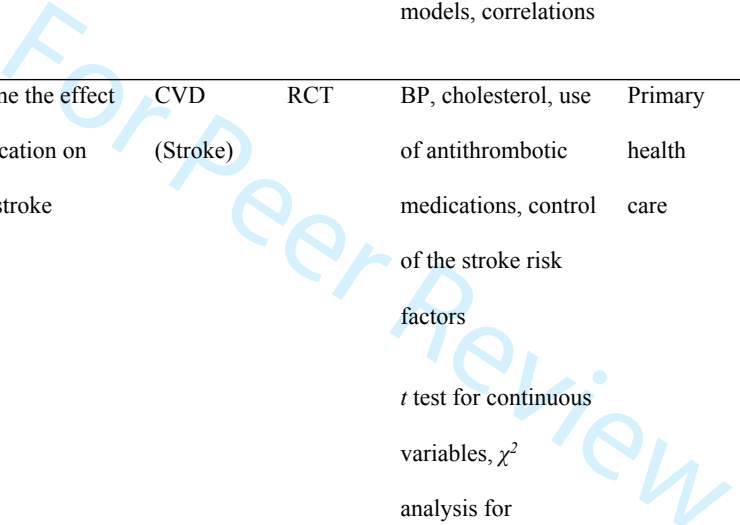 models, correlations
ne the effect CVD RCT BP, cholesterol, use Primary
cation on (Stroke) of antithrombotic health
stroke medications, control care
of the stroke risk
factors
t test for continuous
variables, χ²
analysis for
For Peer Review